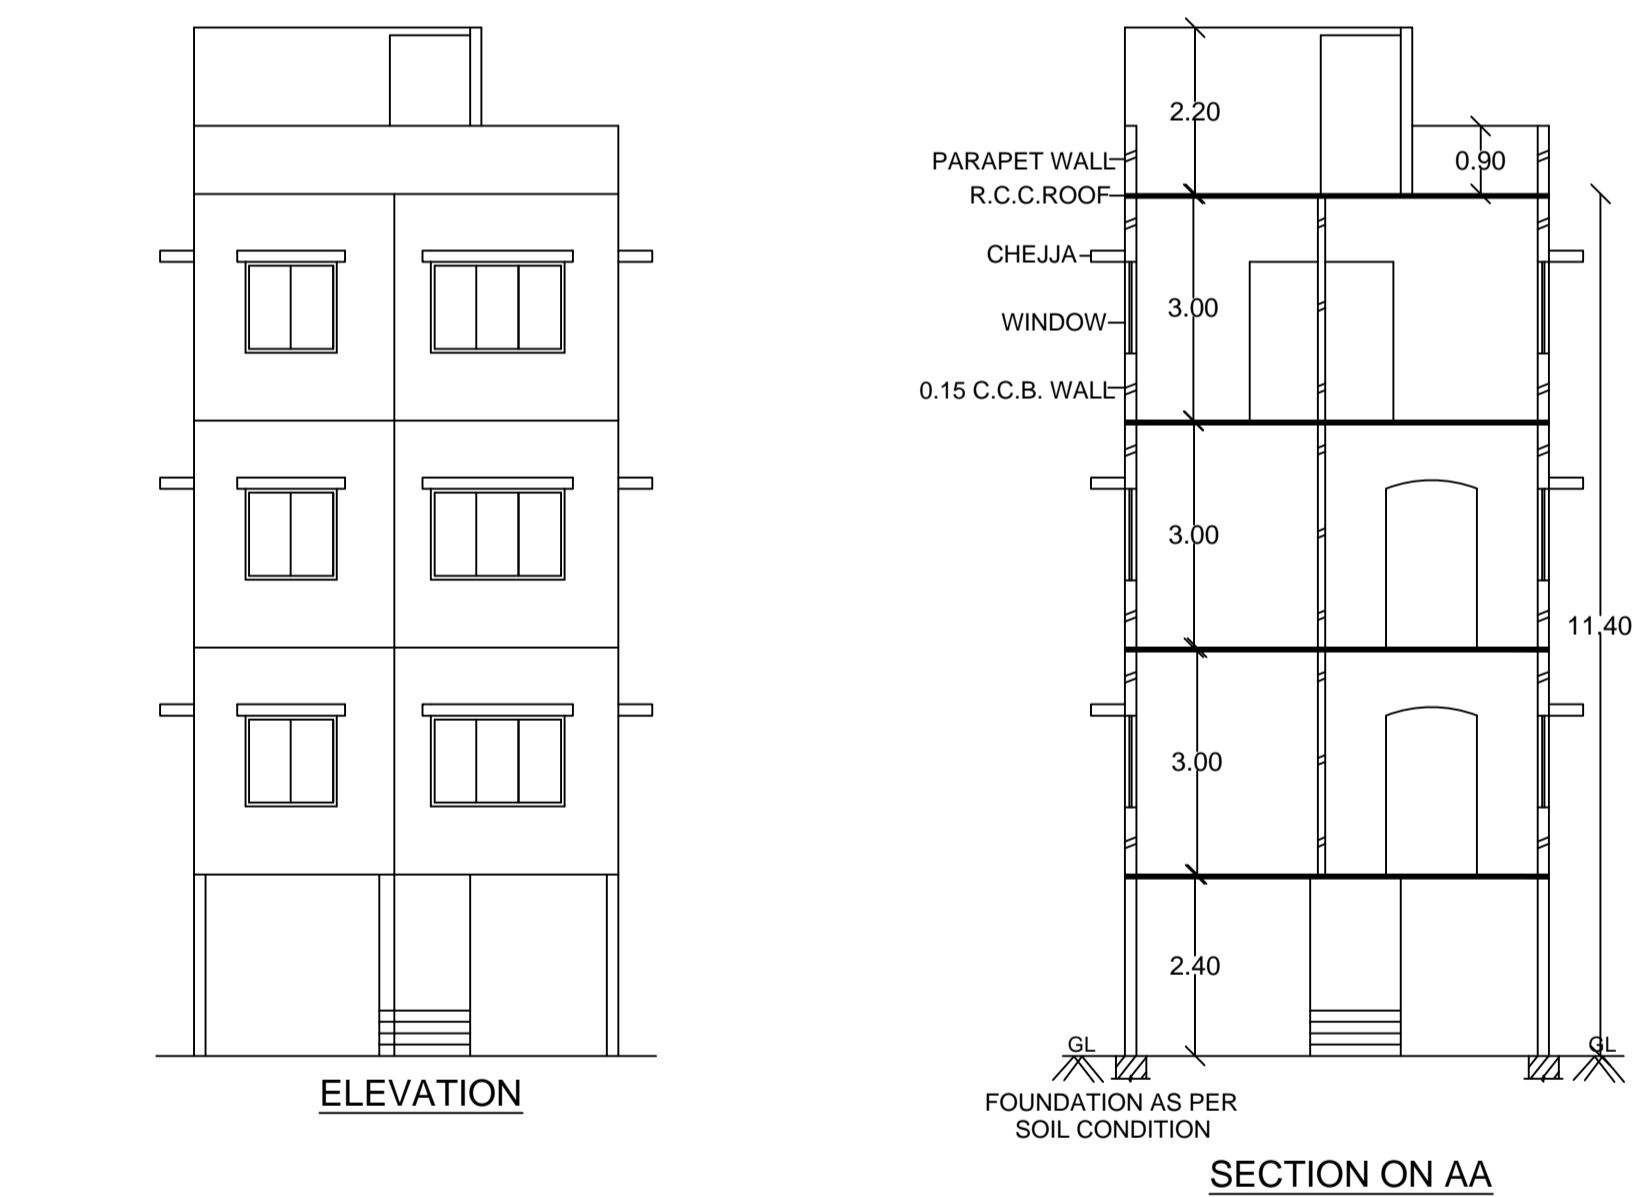 2.20
PARAPET WALL
0.90
R.C.C.ROOF
CHEJJA
3.00
WINDOW
0.15 C.C.B. WALL
3.00
11.40
3.00
2.40
GL
GL
ELEVATION
FOUNDATION AS PER
SOIL CONDITION
SECTION ON AA